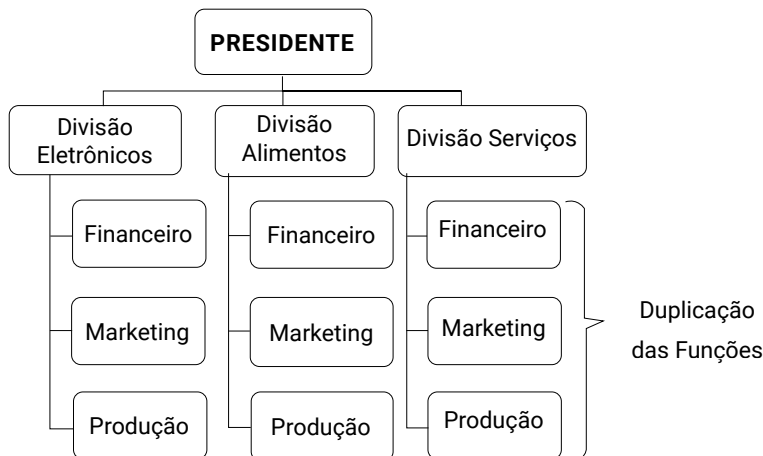 PRESIDENTE
Divisão
Eletrônicos
Divisão
Alimentos
Divisão Serviços
Financeiro
Financeiro
Financeiro
Marketing
Marketing
Marketing
Produção
Produção
Produção
Duplicação
das Funções